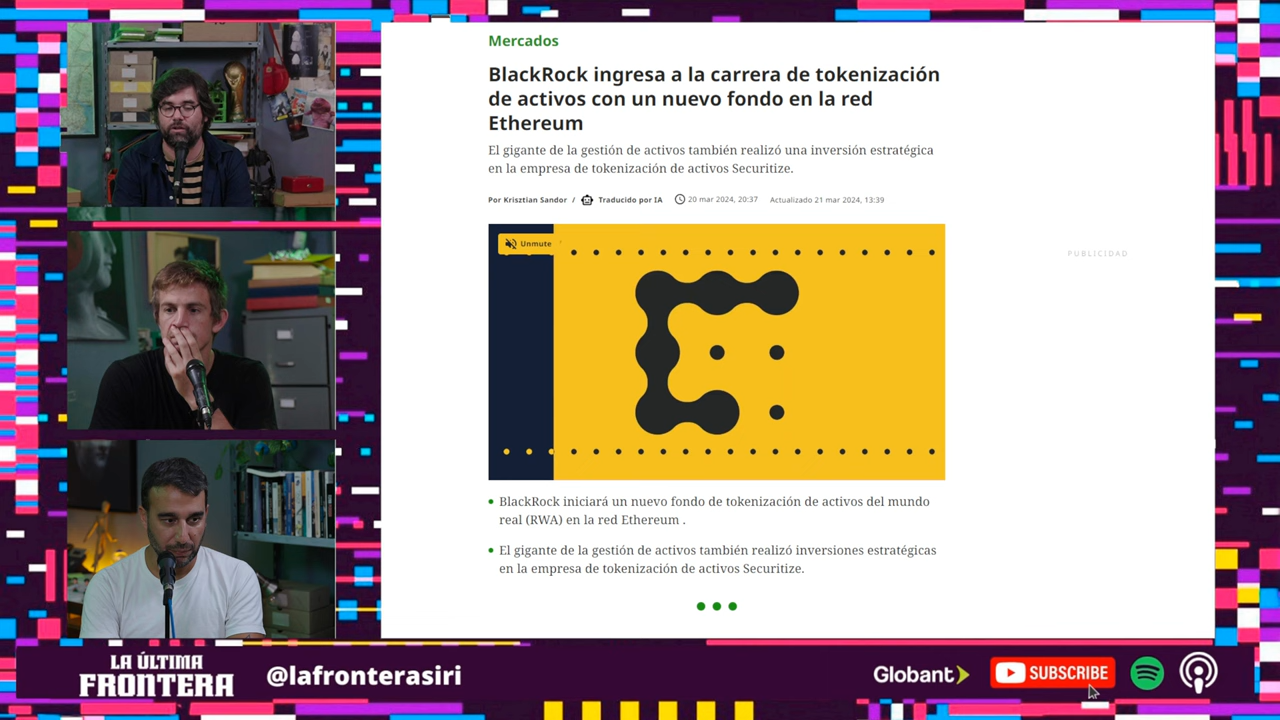 Mercados
BlackRock ingresa a la carrera de tokenización
de activos con un nuevo fondo en la red
Ethereum
El gigante de la gestión de activos también realizó una inversión estratégica
en la empresa de tokenización de activos Securitize.
Por Krisztian Sandor / Traducido por IA 20 mar 2024, 20:37 Actualizado 21 mar 2024, 13:39
Unmute
PUBLICIDAD
BlackRock iniciará un nuevo fondo de tokenización de activos del mundo
real (RWA) en la red Ethereum .
El gigante de la gestión de activos también realizó inversiones estratégicas
en la empresa de tokenización de activos Securitize.
LA ÚLTIMA
FRONTERA
@lafronterasiri
Globant
SUBSCRIBE